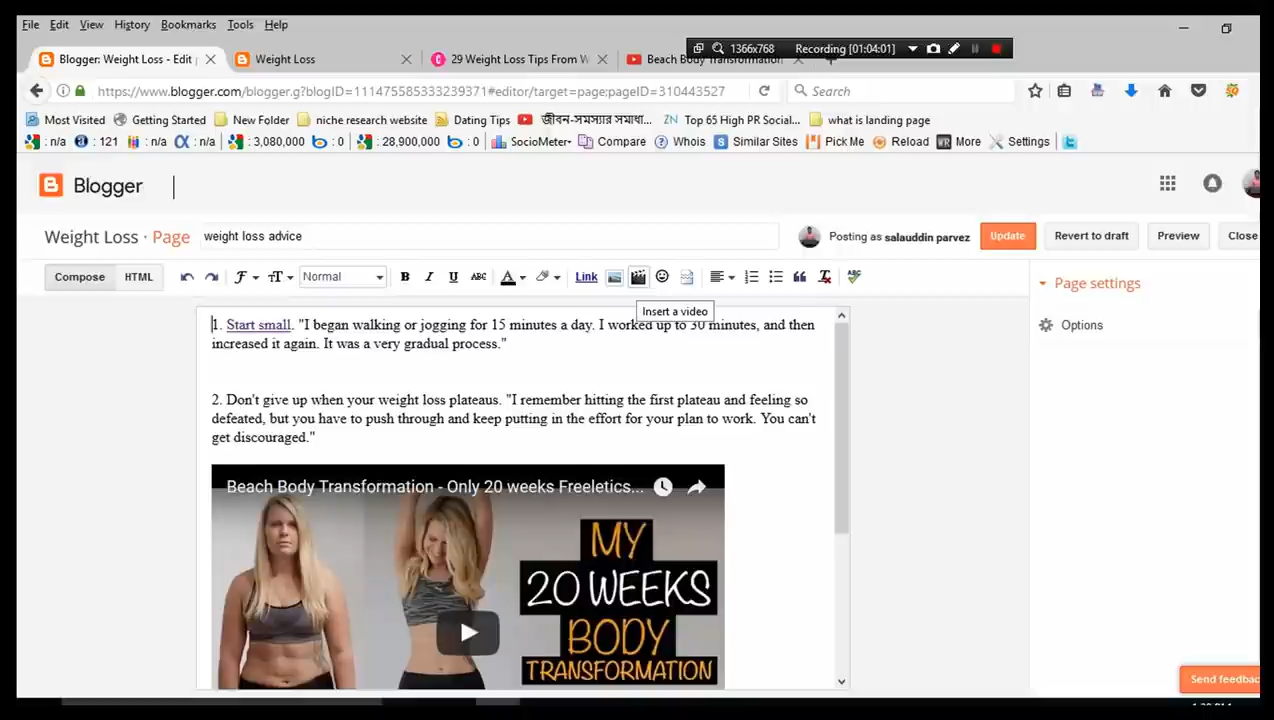 File Edit View History Bookmarks Tools Help
1366x768 Recording [01:04:01]
Blogger: Weight Loss - Edit Weight Loss 29 Weight Loss Tips From W Beach Body Transformation
https://www.blogger.com/blogger.g?blogID=111475585333239371#editor/target=page;pageID=310443527 Search
Most Visited Getting Started New Folder niche research website Dating Tips জীবন-সমস্যার সমাধা... ZN Top 65 High PR Social... what is landing page
: n/a : 121 : n/a : n/a : 3,080,000 : 0 : 28,900,000 : 0 SocioMeter Compare Whois Similar Sites Pick Me Reload More Settings
Blogger
Weight Loss · Page weight loss advice Posting as salauddin parvez Update Revert to draft Preview Close
Compose HTML Normal B I U ABC A Link ABC
Insert a video
Page settings
Options
1. Start small. "I began walking or jogging for 15 minutes a day. I worked up to 30 minutes, and then
increased it again. It was a very gradual process."
2. Don't give up when your weight loss plateaus. "I remember hitting the first plateau and feeling so
defeated, but you have to push through and keep putting in the effort for your plan to work. You can't
get discouraged."
Beach Body Transformation - Only 20 weeks Freeletics...
MY
20 WEEKS
BODY
TRANSFORMATION
Send feedbac